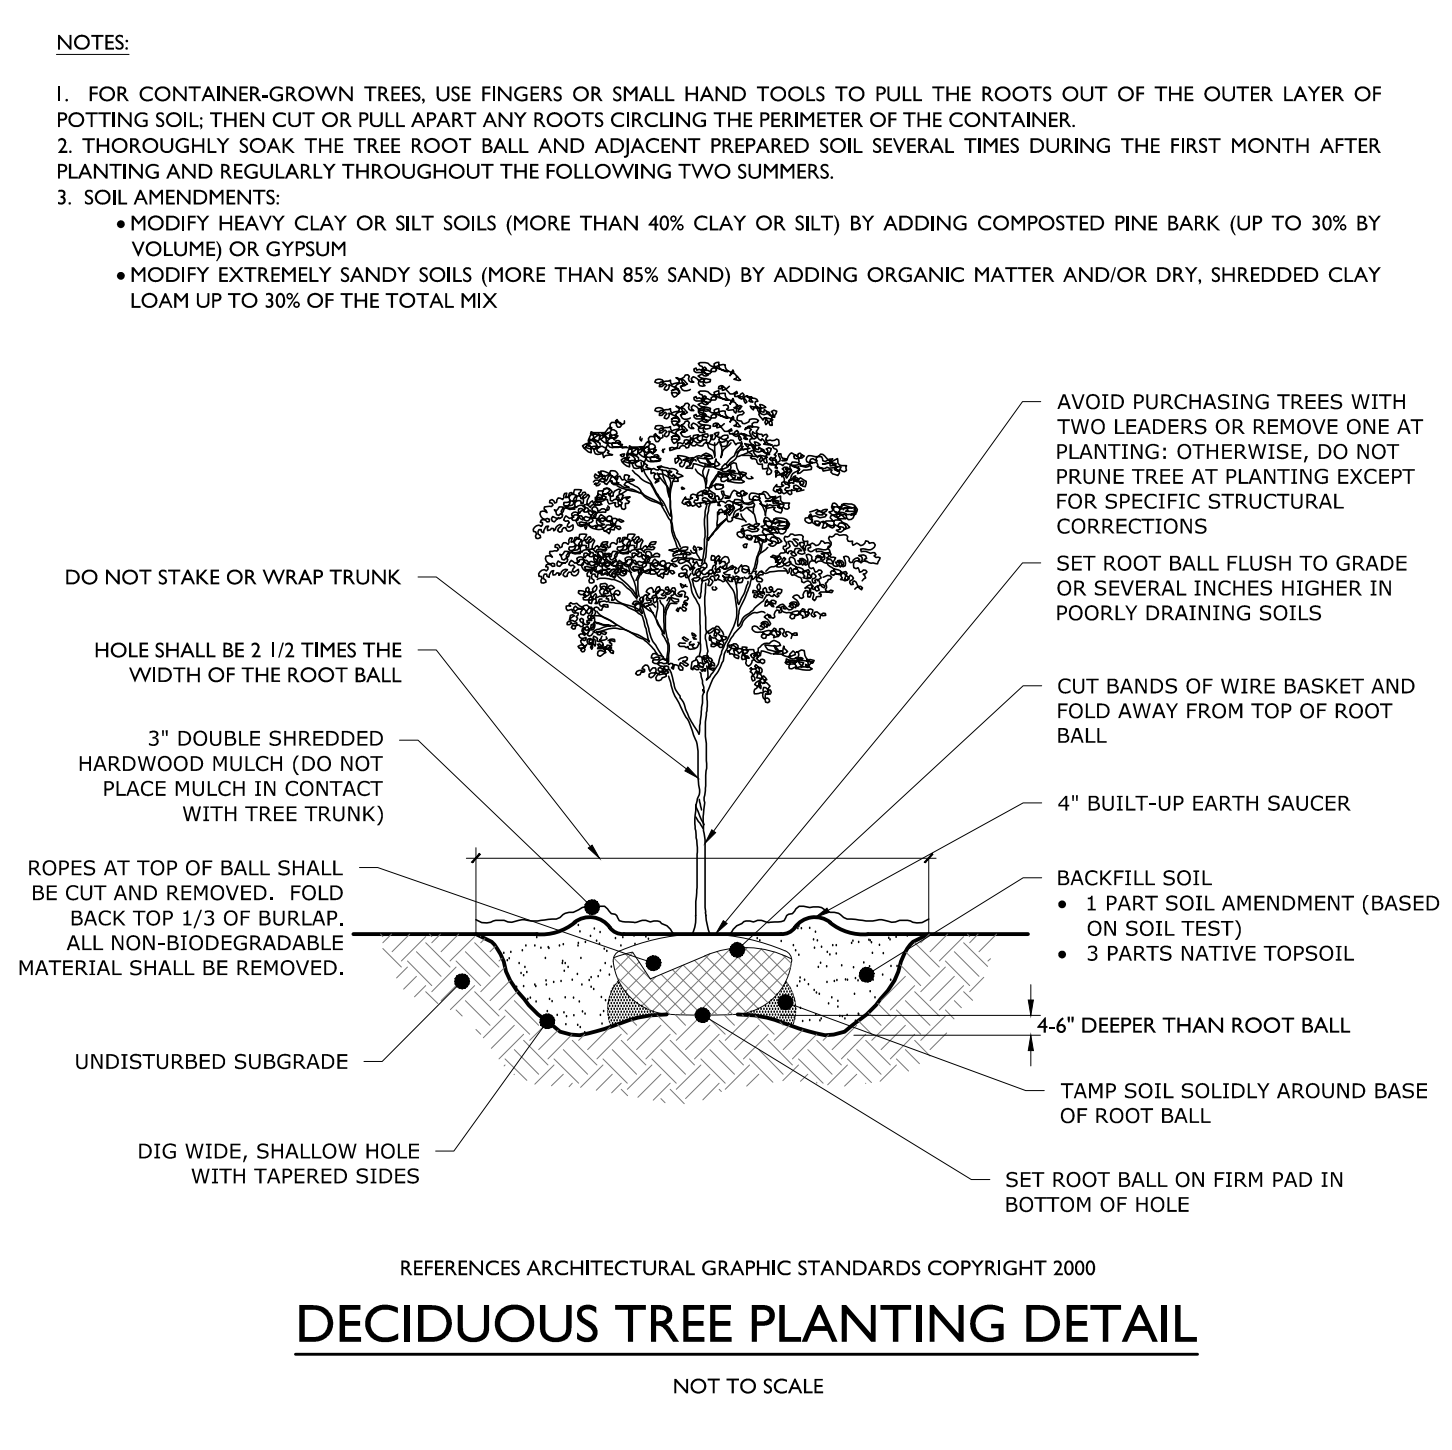 NOTES:
1. FOR CONTAINER-GROWN TREES, USE FINGERS OR SMALL HAND TOOLS TO PULL THE ROOTS OUT OF THE OUTER LAYER OF
POTTING SOIL; THEN CUT OR PULL APART ANY ROOTS CIRCLING THE PERIMETER OF THE CONTAINER.
2. THOROUGHLY SOAK THE TREE ROOT BALL AND ADJACENT PREPARED SOIL SEVERAL TIMES DURING THE FIRST MONTH AFTER
PLANTING AND REGULARLY THROUGHOUT THE FOLLOWING TWO SUMMERS.
3. SOIL AMENDMENTS:
• MODIFY HEAVY CLAY OR SILT SOILS (MORE THAN 40% CLAY OR SILT) BY ADDING COMPOSTED PINE BARK (UP TO 30% BY
VOLUME) OR GYPSUM
• MODIFY EXTREMELY SANDY SOILS (MORE THAN 85% SAND) BY ADDING ORGANIC MATTER AND/OR DRY, SHREDDED CLAY
LOAM UP TO 30% OF THE TOTAL MIX
DO NOT STAKE OR WRAP TRUNK
HOLE SHALL BE 2 1/2 TIMES THE
WIDTH OF THE ROOT BALL
3" DOUBLE SHREDDED
HARDWOOD MULCH (DO NOT
PLACE MULCH IN CONTACT
WITH TREE TRUNK)
ROPES AT TOP OF BALL SHALL
BE CUT AND REMOVED. FOLD
BACK TOP 1/3 OF BURLAP.
ALL NON-BIODEGRADABLE
MATERIAL SHALL BE REMOVED.
UNDISTURBED SUBGRADE
DIG WIDE, SHALLOW HOLE
WITH TAPERED SIDES
AVOID PURCHASING TREES WITH
TWO LEADERS OR REMOVE ONE AT
PLANTING: OTHERWISE, DO NOT
PRUNE TREE AT PLANTING EXCEPT
FOR SPECIFIC STRUCTURAL
CORRECTIONS
SET ROOT BALL FLUSH TO GRADE
OR SEVERAL INCHES HIGHER IN
POORLY DRAINING SOILS
CUT BANDS OF WIRE BASKET AND
FOLD AWAY FROM TOP OF ROOT
BALL
4" BUILT-UP EARTH SAUCER
BACKFILL SOIL
• 1 PART SOIL AMENDMENT (BASED
ON SOIL TEST)
• 3 PARTS NATIVE TOPSOIL
4-6" DEEPER THAN ROOT BALL
TAMP SOIL SOLIDLY AROUND BASE
OF ROOT BALL
SET ROOT BALL ON FIRM PAD IN
BOTTOM OF HOLE
REFERENCES ARCHITECTURAL GRAPHIC STANDARDS COPYRIGHT 2000
DECIDUOUS TREE PLANTING DETAIL
NOT TO SCALE